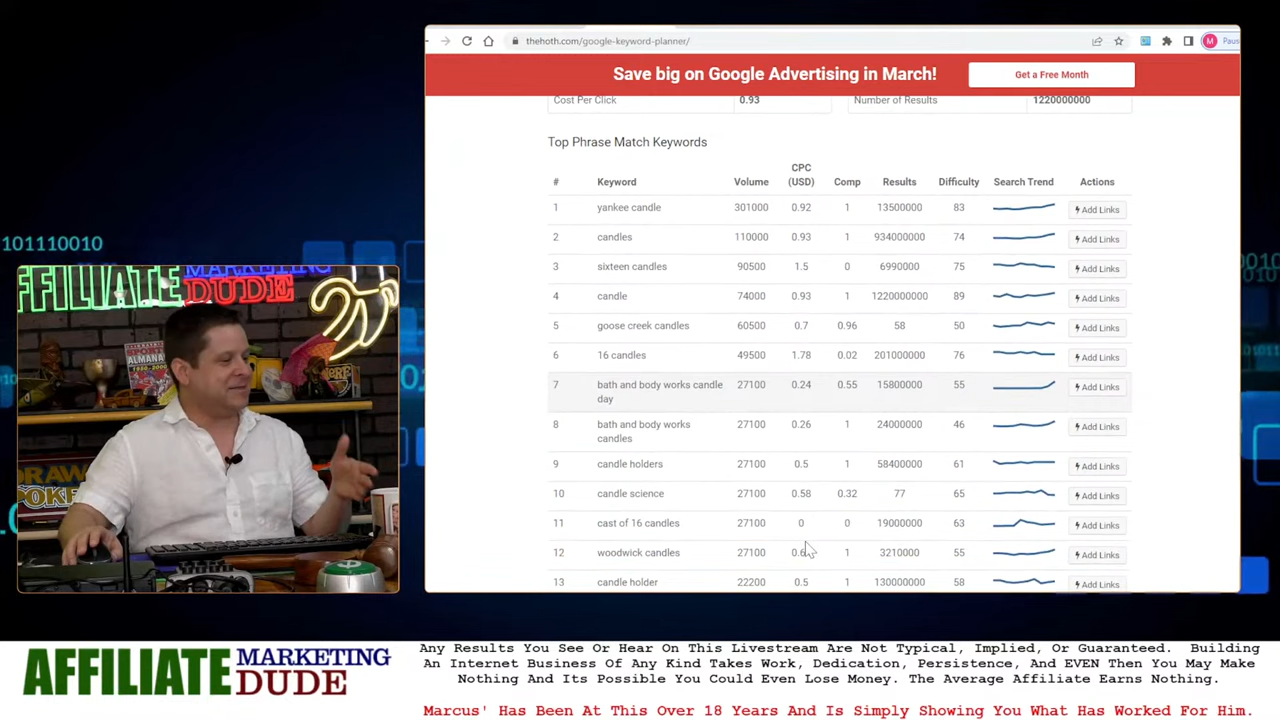 thehoth.com/google-keyword-planner/
M Paus
Save big on Google Advertising in March! Get a Free Month
Cost Per Click 0.93 Number of Results 1220000000
Top Phrase Match Keywords
# Keyword Volume CPC (USD) Comp Results Difficulty Search Trend Actions
1 yankee candle 301000 0.92 1 13500000 83 Add Links
2 candles 110000 0.93 1 934000000 74 Add Links
3 sixteen candles 90500 1.5 0 6990000 75 Add Links
4 candle 74000 0.93 1 1220000000 89 Add Links
5 goose creek candles 60500 0.7 0.96 58 50 Add Links
6 16 candles 49500 1.78 0.02 201000000 76 Add Links
7 bath and body works candle day 27100 0.24 0.55 15800000 55 Add Links
8 bath and body works candles 27100 0.26 1 24000000 46 Add Links
9 candle holders 27100 0.5 1 58400000 61 Add Links
10 candle science 27100 0.58 0.32 77 65 Add Links
11 cast of 16 candles 27100 0 0 19000000 63 Add Links
12 woodwick candles 27100 1 3210000 55 Add Links
13 candle holder 22200 0.5 1 130000000 58 Add Links
101110010
FFILIATE MARKETING
DUDE
SPORTS
ALMANAC
1950-2000
DRAW
POKE
AFFILIATE MARKETING
DUDE
Any Results You See Or Hear On This Livestream Are Not Typical, Implied, Or Guaranteed. Building
An Internet Business Of Any Kind Takes Work, Dedication, Persistence, And EVEN Then You May Make
Nothing And Its Possible You Could Even Lose Money. The Average Affiliate Earns Nothing.
Marcus' Has Been At This Over 18 Years And Is Simply Showing You What Has Worked For Him.